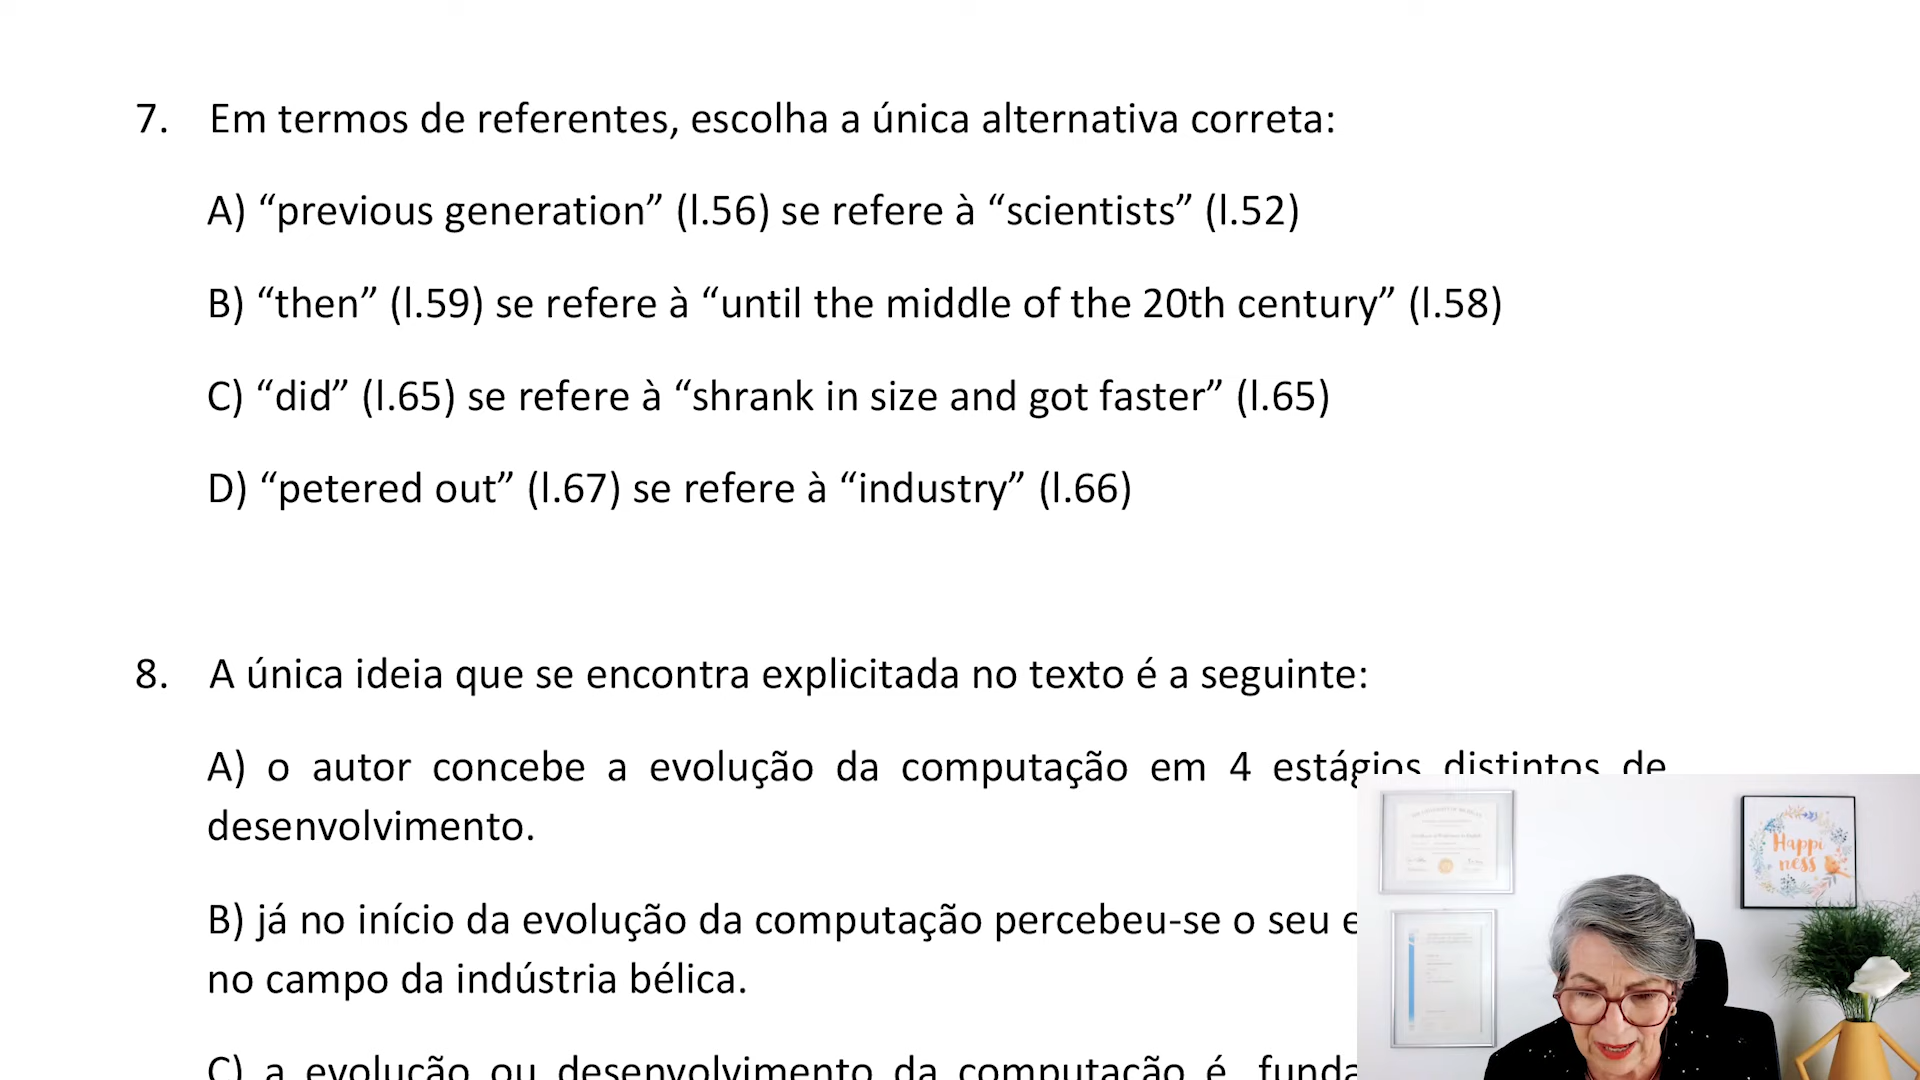 7. Em termos de referentes, escolha a única alternativa correta:
A) “previous generation” (l.56) se refere à “scientists” (l.52)
B) “then” (l.59) se refere à “until the middle of the 20th century” (l.58)
C) “did” (l.65) se refere à “shrank in size and got faster” (l.65)
D) “petered out” (l.67) se refere à “industry” (l.66)
8. A única ideia que se encontra explicitada no texto é a seguinte:
A) o autor concebe a evolução da computação em 4 estágios distintos de
desenvolvimento.
B) já no início da evolução da computação percebeu-se o seu
no campo da indústria bélica.
C) a evolução ou desenvolvimento da computação é
Happi
ness